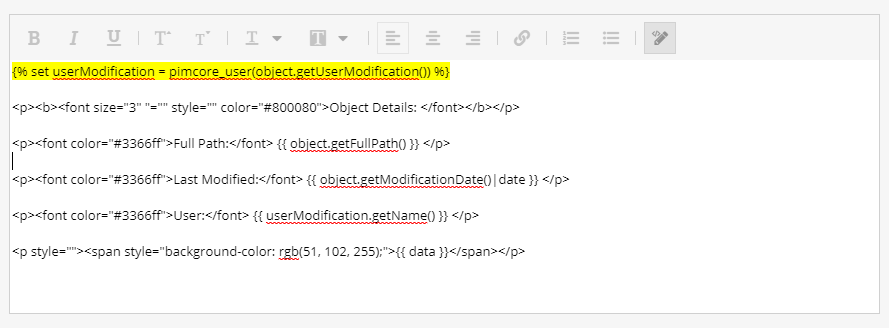 B I U T T T T
{% set userModification = pimcore_user(object.getUserModification()) %}
<p><b><font size="3" "="" style="" color="#800080">Object Details: </font></b></p>
<p><font color="#3366ff">Full Path:</font> {{ object.getFullPath() }} </p>
<p><font color="#3366ff">Last Modified:</font> {{ object.getModificationDate()|date }} </p>
<p><font color="#3366ff">User:</font> {{ userModification.getName() }} </p>
<p style=""><span style="background-color: rgb(51, 102, 255);">{{ data }}</span></p>